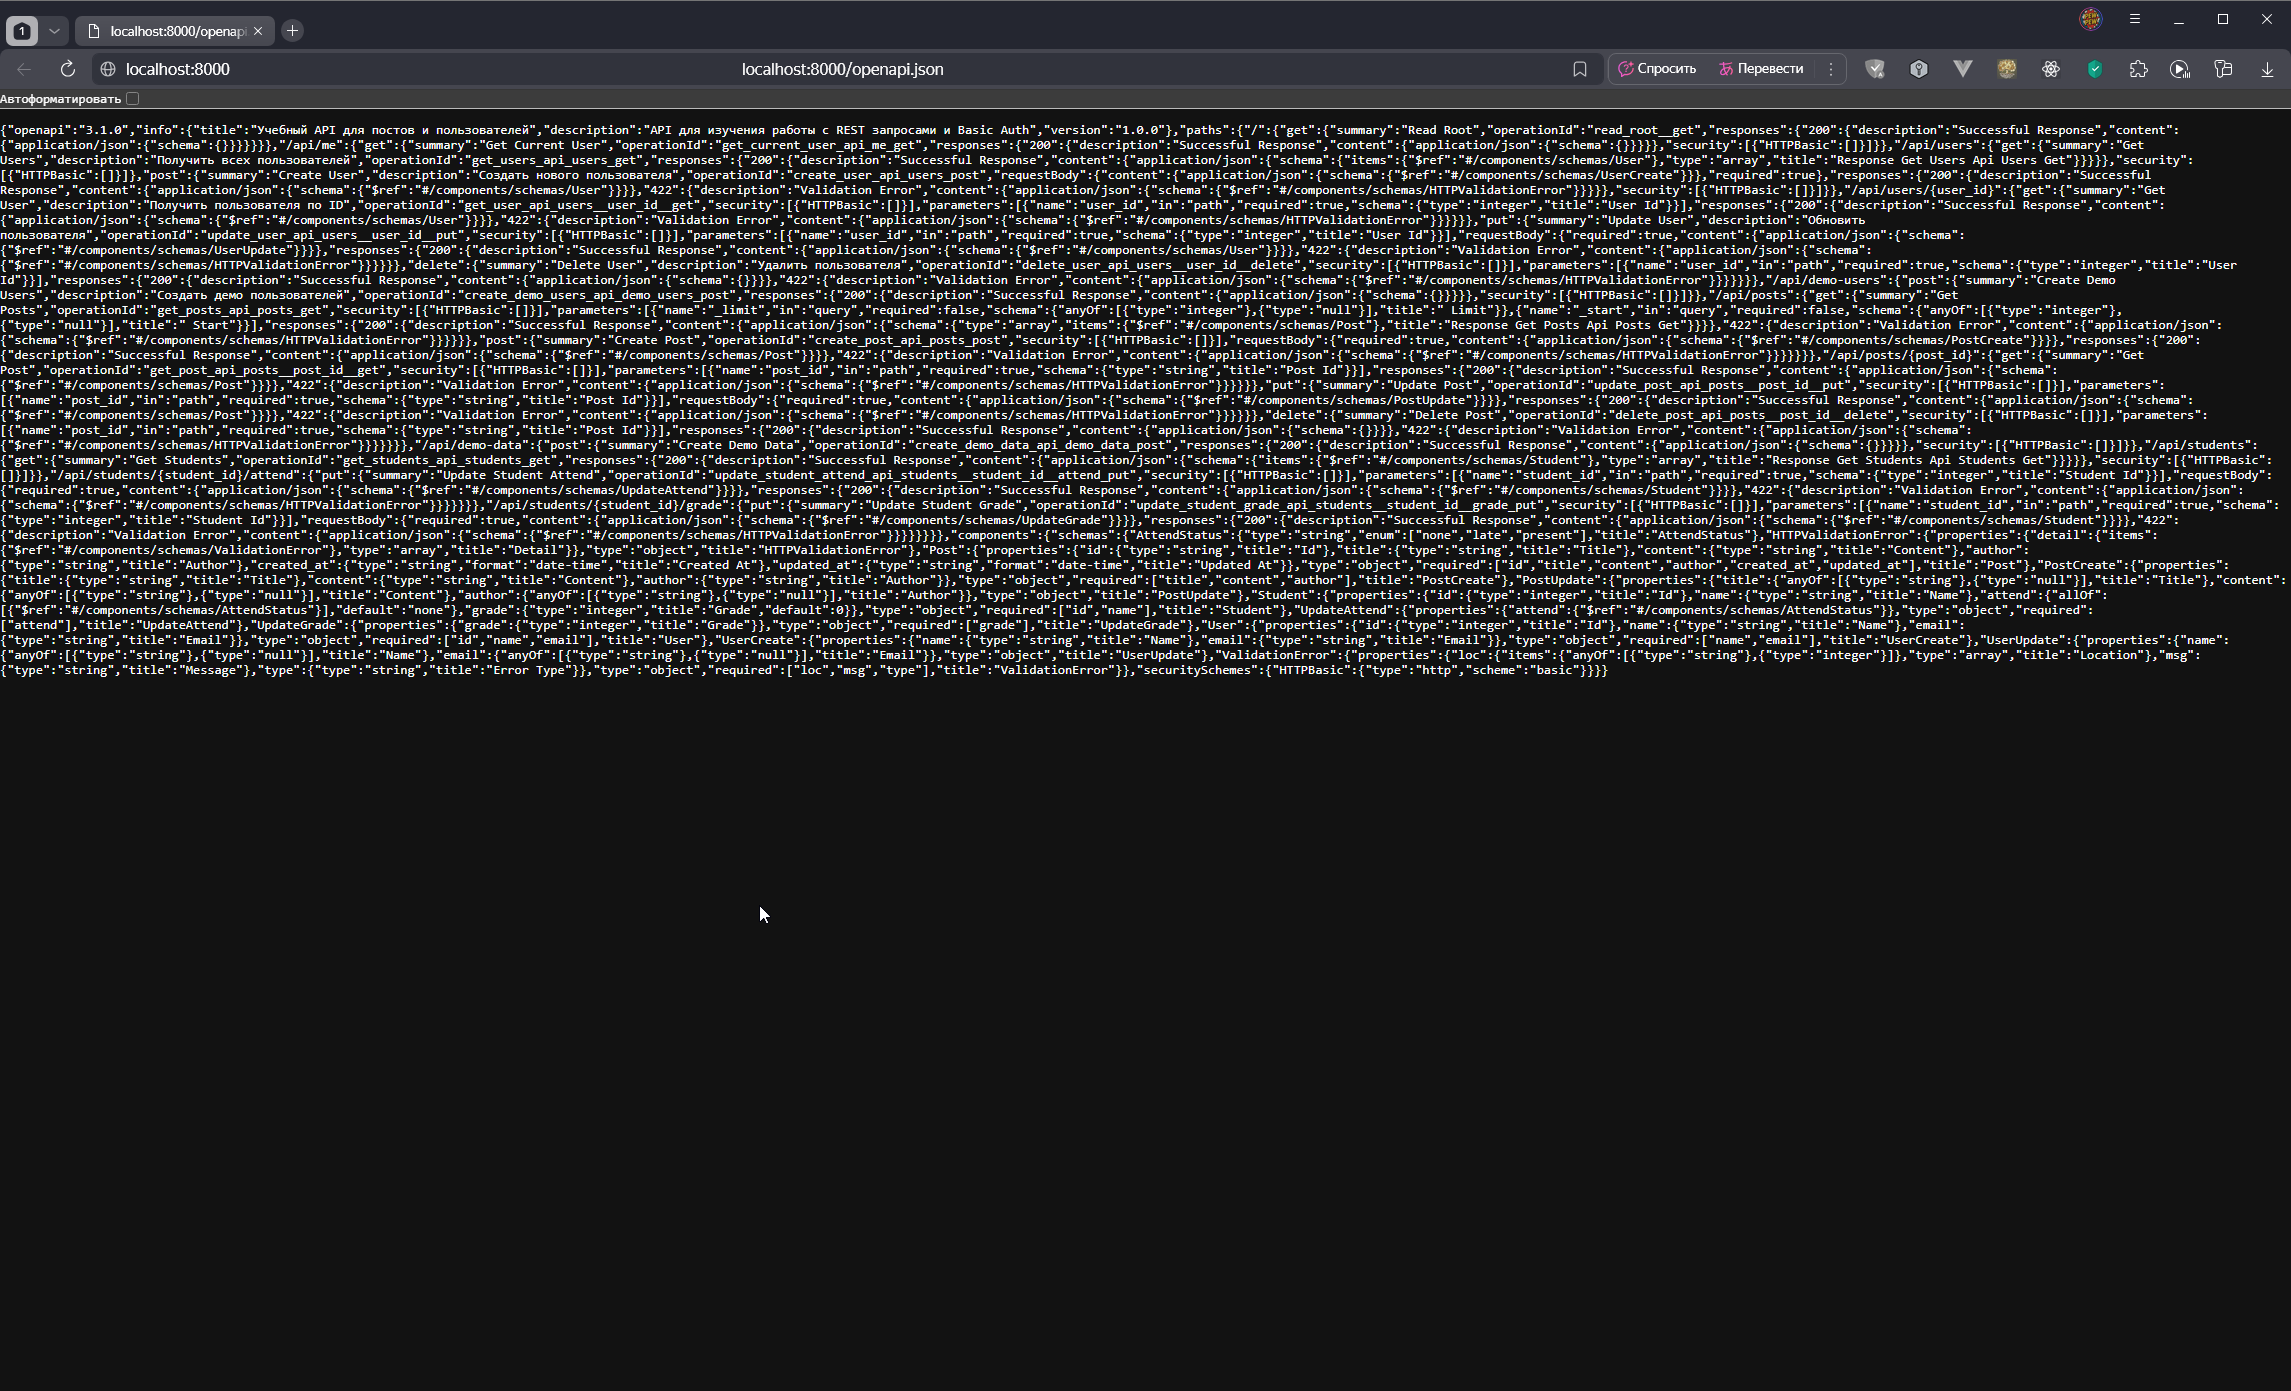 1
localhost:8000/openapi
localhost:8000
localhost:8000/openapi.json
Спросить
Перевести
Автоформатировать
{"openapi":"3.1.0","info":{"title":"Учебный API для постов и пользователей","description":"API для изучения работы с REST запросами и Basic Auth","version":"1.0.0"},"paths":{"/":{"get":{"summary":"Read Root","operationId":"read_root__get","responses":{"200":{"description":"Successful Response","content":
{"application/json":{"schema":{}}}}}}},"/api/me":{"get":{"summary":"Get Current User","operationId":"get_current_user_api_me_get","responses":{"200":{"description":"Successful Response","content":{"application/json":{"schema":{}}}}},"security":[{"HTTPBasic":[]}]}},"/api/users":{"get":{"summary":"Get
Users","description":"Получить всех пользователей","operationId":"get_users_api_users_get","responses":{"200":{"description":"Successful Response","content":{"application/json":{"schema":{"items":{"$ref":"#/components/schemas/User"},"type":"array","title":"Response Get Users Api Users Get"}}}}},"security":
[{"HTTPBasic":[]}]},"post":{"summary":"Create User","description":"Создать нового пользователя","operationId":"create_user_api_users_post","requestBody":{"content":{"application/json":{"schema":{"$ref":"#/components/schemas/UserCreate"}}},"required":true},"responses":{"200":{"description":"Successful
Response","content":{"application/json":{"schema":{"$ref":"#/components/schemas/User"}}}},"422":{"description":"Validation Error","content":{"application/json":{"schema":{"$ref":"#/components/schemas/HTTPValidationError"}}}}},"security":[{"HTTPBasic":[]}]}},"/api/users/{user_id}":{"get":{"summary":"Get
User","description":"Получить пользователя по ID","operationId":"get_user_api_users__user_id__get","security":[{"HTTPBasic":[]}],"parameters":[{"name":"user_id","in":"path","required":true,"schema":{"type":"integer","title":"User Id"}}],"responses":{"200":{"description":"Successful Response","content":
{"application/json":{"schema":{"$ref":"#/components/schemas/User"}}}},"422":{"description":"Validation Error","content":{"application/json":{"schema":{"$ref":"#/components/schemas/HTTPValidationError"}}}}}},"put":{"summary":"Update User","description":"Обновить
пользователя","operationId":"update_user_api_users__user_id__put","security":[{"HTTPBasic":[]}],"parameters":[{"name":"user_id","in":"path","required":true,"schema":{"type":"integer","title":"User Id"}}],"requestBody":{"required":true,"content":{"application/json":{"schema":
{"$ref":"#/components/schemas/UserUpdate"}}}},"responses":{"200":{"description":"Successful Response","content":{"application/json":{"schema":{"$ref":"#/components/schemas/User"}}}},"422":{"description":"Validation Error","content":{"application/json":{"schema":
{"$ref":"#/components/schemas/HTTPValidationError"}}}}}},"delete":{"summary":"Delete User","description":"Удалить пользователя","operationId":"delete_user_api_users__user_id__delete","security":[{"HTTPBasic":[]}],"parameters":[{"name":"user_id","in":"path","required":true,"schema":{"type":"integer","title":"User
Id"}}],"responses":{"200":{"description":"Successful Response","content":{"application/json":{"schema":{}}}},"422":{"description":"Validation Error","content":{"application/json":{"schema":{"$ref":"#/components/schemas/HTTPValidationError"}}}}}}},"/api/demo-users":{"post":{"summary":"Create Demo
Users","description":"Создать демо пользователей","operationId":"create_demo_users_api_demo_users_post","responses":{"200":{"description":"Successful Response","content":{"application/json":{"schema":{}}}}},"security":[{"HTTPBasic":[]}]}},"/api/posts":{"get":{"summary":"Get
Posts","operationId":"get_posts_api_posts_get","security":[{"HTTPBasic":[]}],"parameters":[{"name":"_limit","in":"query","required":false,"schema":{"anyOf":[{"type":"integer"},{"type":"null"}],"title":" Limit"}},{"name":"_start","in":"query","required":false,"schema":{"anyOf":[{"type":"integer"},
{"type":"null"}],"title":" Start"}}],"responses":{"200":{"description":"Successful Response","content":{"application/json":{"schema":{"type":"array","items":{"$ref":"#/components/schemas/Post"},"title":"Response Get Posts Api Posts Get"}}}},"422":{"description":"Validation Error","content":{"application/json":
{"schema":{"$ref":"#/components/schemas/HTTPValidationError"}}}}}},"post":{"summary":"Create Post","operationId":"create_post_api_posts_post","security":[{"HTTPBasic":[]}],"requestBody":{"required":true,"content":{"application/json":{"schema":{"$ref":"#/components/schemas/PostCreate"}}}},"responses":{"200":
{"description":"Successful Response","content":{"application/json":{"schema":{"$ref":"#/components/schemas/Post"}}}},"422":{"description":"Validation Error","content":{"application/json":{"schema":{"$ref":"#/components/schemas/HTTPValidationError"}}}}}}},"/api/posts/{post_id}":{"get":{"summary":"Get
Post","operationId":"get_post_api_posts__post_id__get","security":[{"HTTPBasic":[]}],"parameters":[{"name":"post_id","in":"path","required":true,"schema":{"type":"string","title":"Post Id"}}],"responses":{"200":{"description":"Successful Response","content":{"application/json":{"schema":
{"$ref":"#/components/schemas/Post"}}}},"422":{"description":"Validation Error","content":{"application/json":{"schema":{"$ref":"#/components/schemas/HTTPValidationError"}}}}}},"put":{"summary":"Update Post","operationId":"update_post_api_posts__post_id__put","security":[{"HTTPBasic":[]}],"parameters":
[{"name":"post_id","in":"path","required":true,"schema":{"type":"string","title":"Post Id"}}],"requestBody":{"required":true,"content":{"application/json":{"schema":{"$ref":"#/components/schemas/PostUpdate"}}}},"responses":{"200":{"description":"Successful Response","content":{"application/json":{"schema":
{"$ref":"#/components/schemas/Post"}}}},"422":{"description":"Validation Error","content":{"application/json":{"schema":{"$ref":"#/components/schemas/HTTPValidationError"}}}}}},"delete":{"summary":"Delete Post","operationId":"delete_post_api_posts__post_id__delete","security":[{"HTTPBasic":[]}],"parameters":
[{"name":"post_id","in":"path","required":true,"schema":{"type":"string","title":"Post Id"}}],"responses":{"200":{"description":"Successful Response","content":{"application/json":{"schema":{}}}},"422":{"description":"Validation Error","content":{"application/json":{"schema":
{"$ref":"#/components/schemas/HTTPValidationError"}}}}}}},"/api/demo-data":{"post":{"summary":"Create Demo Data","operationId":"create_demo_data_api_demo_data_post","responses":{"200":{"description":"Successful Response","content":{"application/json":{"schema":{}}}}},"security":[{"HTTPBasic":[]}]}},"/api/students":
{"get":{"summary":"Get Students","operationId":"get_students_api_students_get","responses":{"200":{"description":"Successful Response","content":{"application/json":{"schema":{"items":{"$ref":"#/components/schemas/Student"},"type":"array","title":"Response Get Students Api Students Get"}}}}},"security":[{"HTTPBasic":
[]}]}},"/api/students/{student_id}/attend":{"put":{"summary":"Update Student Attend","operationId":"update_student_attend_api_students__student_id__attend_put","security":[{"HTTPBasic":[]}],"parameters":[{"name":"student_id","in":"path","required":true,"schema":{"type":"integer","title":"Student Id"}}],"requestBody":
{"required":true,"content":{"application/json":{"schema":{"$ref":"#/components/schemas/UpdateAttend"}}}},"responses":{"200":{"description":"Successful Response","content":{"application/json":{"schema":{"$ref":"#/components/schemas/Student"}}}},"422":{"description":"Validation Error","content":{"application/json":
{"schema":{"$ref":"#/components/schemas/HTTPValidationError"}}}}}}},"/api/students/{student_id}/grade":{"put":{"summary":"Update Student Grade","operationId":"update_student_grade_api_students__student_id__grade_put","security":[{"HTTPBasic":[]}],"parameters":[{"name":"student_id","in":"path","required":true,"schema":
{"type":"integer","title":"Student Id"}}],"requestBody":{"required":true,"content":{"application/json":{"schema":{"$ref":"#/components/schemas/UpdateGrade"}}}},"responses":{"200":{"description":"Successful Response","content":{"application/json":{"schema":{"$ref":"#/components/schemas/Student"}}}},"422":
{"description":"Validation Error","content":{"application/json":{"schema":{"$ref":"#/components/schemas/HTTPValidationError"}}}}}}}},"components":{"schemas":{"AttendStatus":{"type":"string","enum":["none","late","present"],"title":"AttendStatus"},"HTTPValidationError":{"properties":{"detail":{"items":
{"$ref":"#/components/schemas/ValidationError"},"type":"array","title":"Detail"}},"type":"object","title":"HTTPValidationError"},"Post":{"properties":{"id":{"type":"string","title":"Id"},"title":{"type":"string","title":"Title"},"content":{"type":"string","title":"Content"},"author":
{"type":"string","title":"Author"},"created_at":{"type":"string","format":"date-time","title":"Created At"},"updated_at":{"type":"string","format":"date-time","title":"Updated At"}},"type":"object","required":["id","title","content","author","created_at","updated_at"],"title":"Post"},"PostCreate":{"properties":
{"title":{"type":"string","title":"Title"},"content":{"type":"string","title":"Content"},"author":{"type":"string","title":"Author"}},"type":"object","required":["title","content","author"],"title":"PostCreate"},"PostUpdate":{"properties":{"title":{"anyOf":[{"type":"string"},{"type":"null"}],"title":"Title"},"content":
{"anyOf":[{"type":"string"},{"type":"null"}],"title":"Content"},"author":{"anyOf":[{"type":"string"},{"type":"null"}],"title":"Author"}},"type":"object","title":"PostUpdate"},"Student":{"properties":{"id":{"type":"integer","title":"Id"},"name":{"type":"string","title":"Name"},"attend":{"allOf":
[{"$ref":"#/components/schemas/AttendStatus"}],"default":"none"},"grade":{"type":"integer","title":"Grade","default":0}},"type":"object","required":["id","name"],"title":"Student"},"UpdateAttend":{"properties":{"attend":{"$ref":"#/components/schemas/AttendStatus"}},"type":"object","required":
["attend"],"title":"UpdateAttend"},"UpdateGrade":{"properties":{"grade":{"type":"integer","title":"Grade"}},"type":"object","required":["grade"],"title":"UpdateGrade"},"User":{"properties":{"id":{"type":"integer","title":"Id"},"name":{"type":"string","title":"Name"},"email":
{"type":"string","title":"Email"}},"type":"object","required":["id","name","email"],"title":"User"},"UserCreate":{"properties":{"name":{"type":"string","title":"Name"},"email":{"type":"string","title":"Email"}},"type":"object","required":["name","email"],"title":"UserCreate"},"UserUpdate":{"properties":{"name":
{"anyOf":[{"type":"string"},{"type":"null"}],"title":"Name"},"email":{"anyOf":[{"type":"string"},{"type":"null"}],"title":"Email"}},"type":"object","title":"UserUpdate"},"ValidationError":{"properties":{"loc":{"items":{"anyOf":[{"type":"string"},{"type":"integer"}]},"type":"array","title":"Location"},"msg":
{"type":"string","title":"Message"},"type":{"type":"string","title":"Error Type"}},"type":"object","required":["loc","msg","type"],"title":"ValidationError"}},"securitySchemes":{"HTTPBasic":{"type":"http","scheme":"basic"}}}}